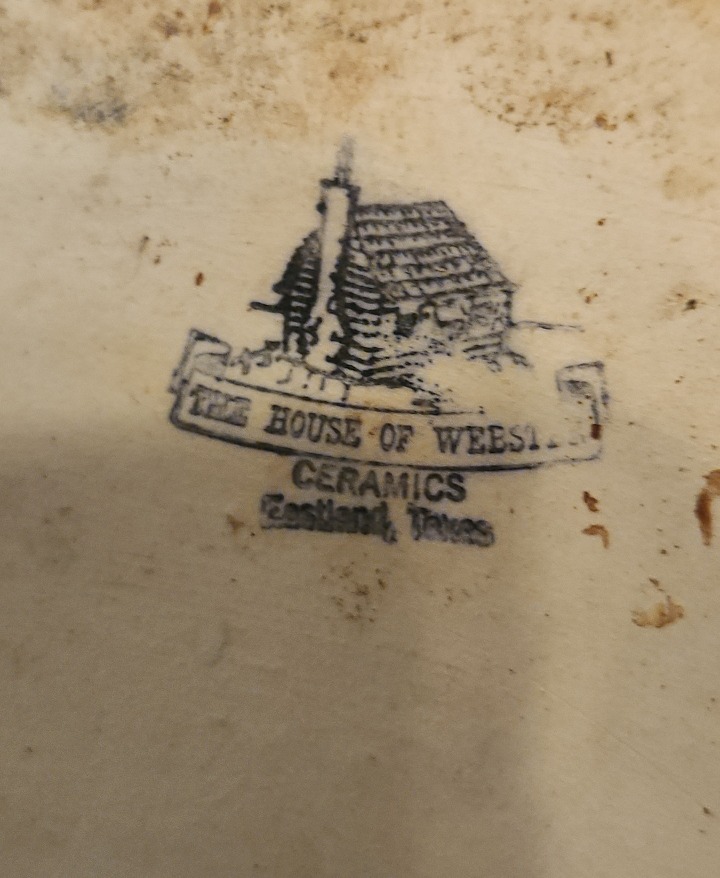 THE HOUSE OF WEBST
CERAMICS
Eastland, Texas